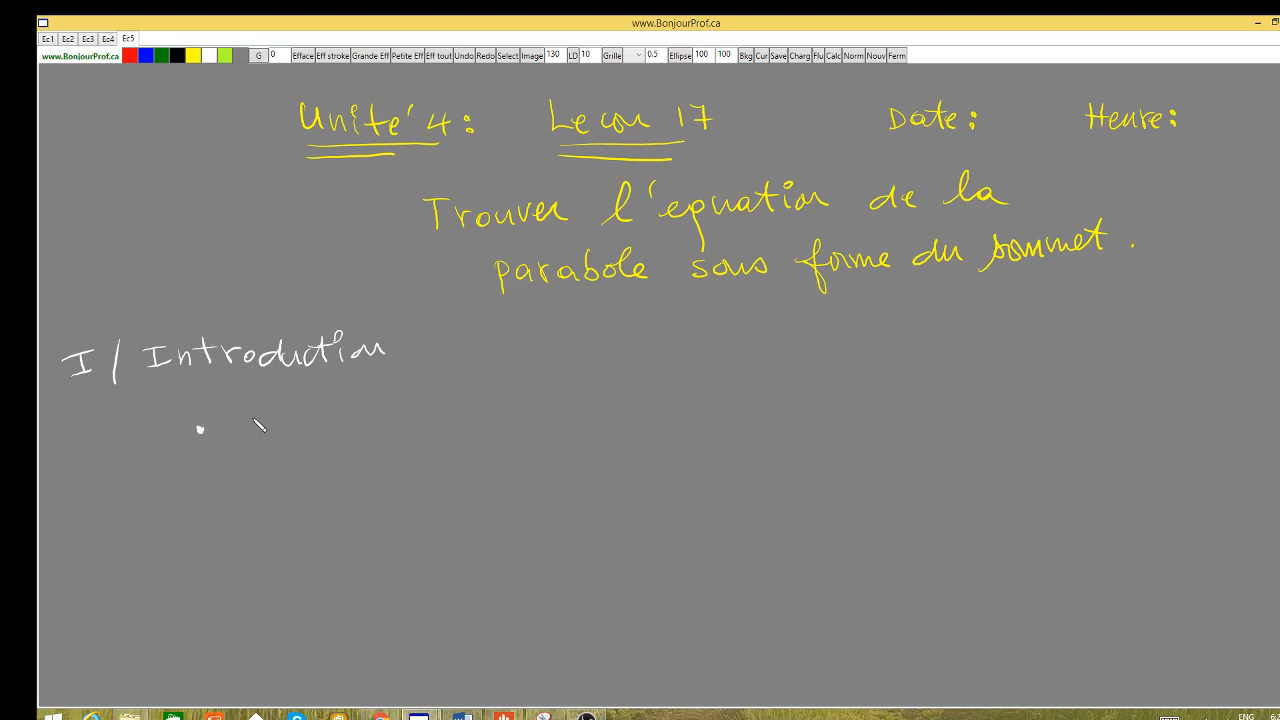 www.BonjourProf.ca
Ec1 Ec2 Ec3 Ec4 Ec5
www.BonjourProf.ca G 0 Efface Eff stroke Grande Eff Petite Eff Eff tout Undo Redo Select Image 130 LD 10 Grille 0.5 Ellipse 100 100 Bkg Cur Save Charg Flu Calc Norm Nouv Ferm
Unité 4: Lecon 17 Date: Heure:
Trouver l'equation de la
parabole sous forme du sommet.
I/ Introduction
ENG